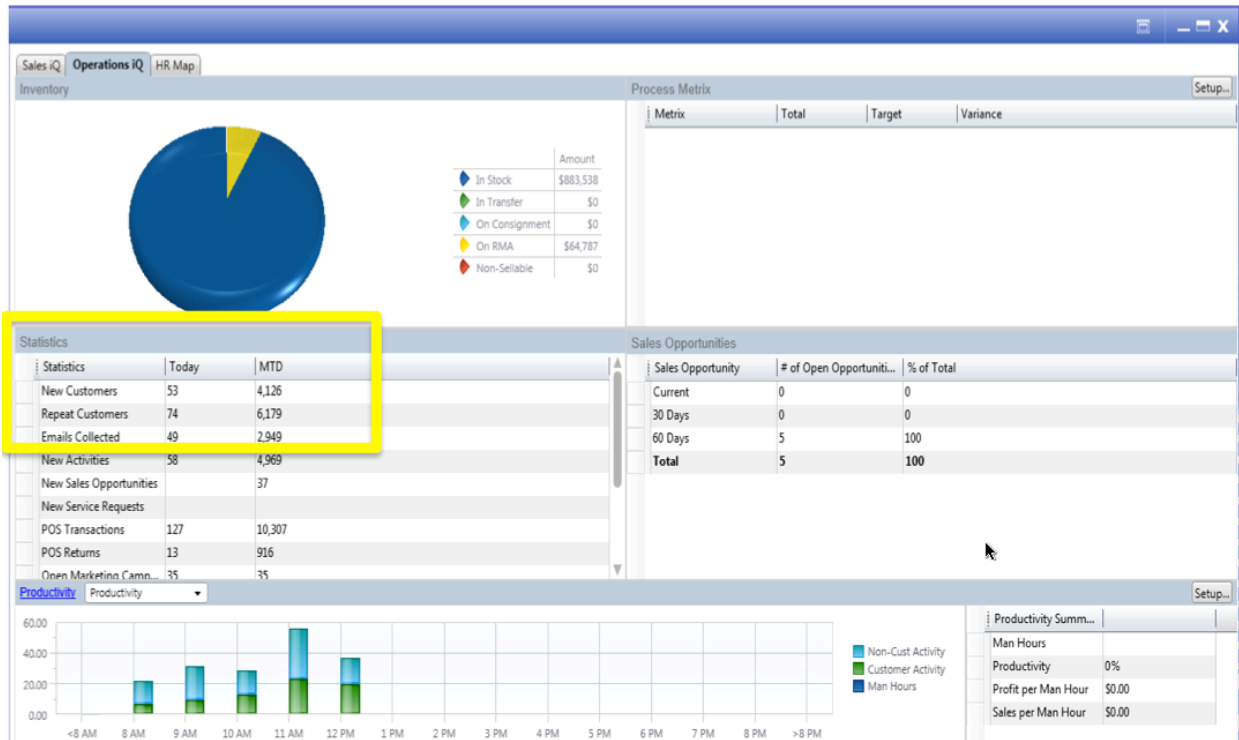 Sales iQ Operations iQ HR Map
Inventory
Amount
In Stock $883,538
In Transfer $0
On Consignment $0
On RMA $64,787
Non-Sellable $0
Process Metrix Setup...
Metrix Total Target Variance
Statistics
Statistics Today MTD
New Customers 53 4,126
Repeat Customers 74 6,179
Emails Collected 49 2,949
New Activities 58 4,969
New Sales Opportunities 37
New Service Requests
POS Transactions 127 10,307
POS Returns 13 916
Open Marketing Camp... 35 35
Sales Opportunities
Sales Opportunity # of Open Opportuniti... % of Total
Current 0 0
30 Days 0 0
60 Days 5 100
Total 5 100
Productivity Productivity Setup...
60.00
40.00
20.00
0.00
<8 AM 8 AM 9 AM 10 AM 11 AM 12 PM 1 PM 2 PM 3 PM 4 PM 5 PM 6 PM 7 PM 8 PM >8 PM
Non-Cust Activity
Customer Activity
Man Hours
Productivity Summ...
Man Hours
Productivity 0%
Profit per Man Hour $0.00
Sales per Man Hour $0.00